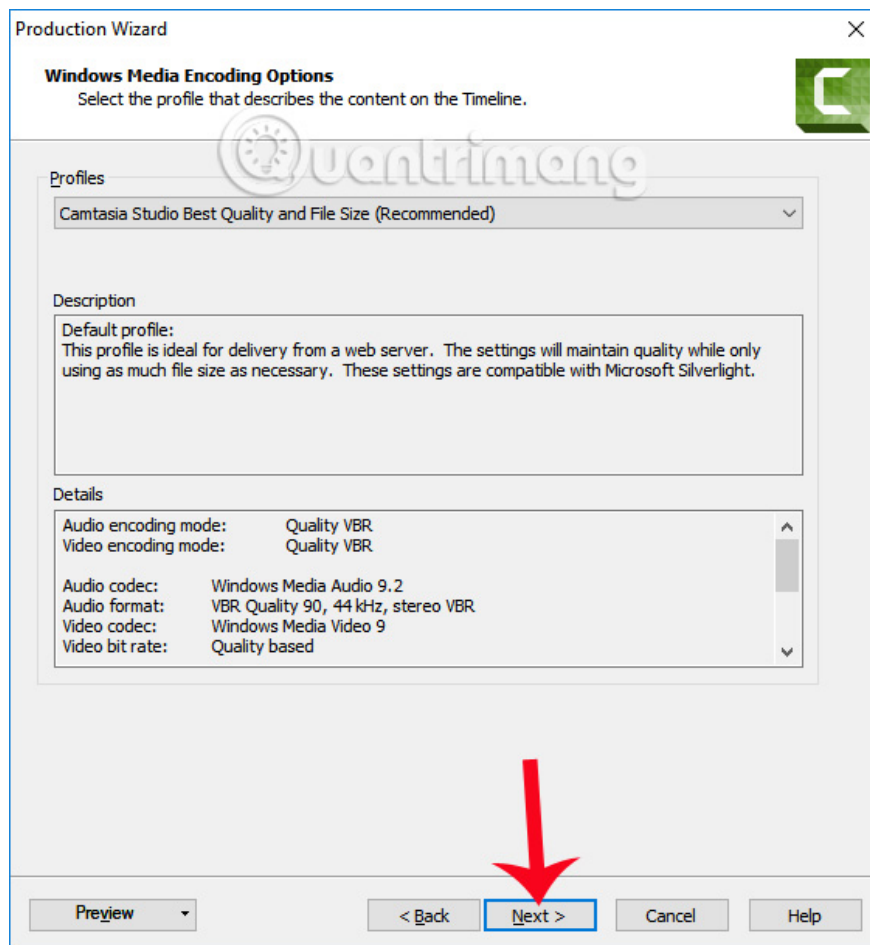 Production Wizard
Windows Media Encoding Options
Select the profile that describes the content on the Timeline.
Quantrimang
Profiles
Camtasia Studio Best Quality and File Size (Recommended)
Description
Default profile:
This profile is ideal for delivery from a web server. The settings will maintain quality while only
using as much file size as necessary. These settings are compatible with Microsoft Silverlight.
Details
Audio encoding mode: Quality VBR
Video encoding mode: Quality VBR
Audio codec: Windows Media Audio 9.2
Audio format: VBR Quality 90, 44 kHz, stereo VBR
Video codec: Windows Media Video 9
Video bit rate: Quality based
Preview < Back Next > Cancel Help